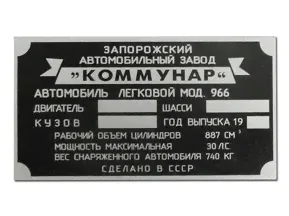 ЗАПОРОЖСКИЙ
АВТОМОБИЛЬНЫЙ ЗАВОД
"КОММУНАР"
АВТОМОБИЛЬ ЛЕГКОВОЙ МОД. 966
ДВИГАТЕЛЬ ШАССИ
КУЗОВ ГОД ВЫПУСКА 19
РАБОЧИЙ ОБЪЕМ ЦИЛИНДРОВ 887 СМ³
МОЩНОСТЬ МАКСИМАЛЬНАЯ 30 ЛС
ВЕС СНАРЯЖЕННОГО АВТОМОБИЛЯ 740 КГ
СДЕЛАНО В СССР